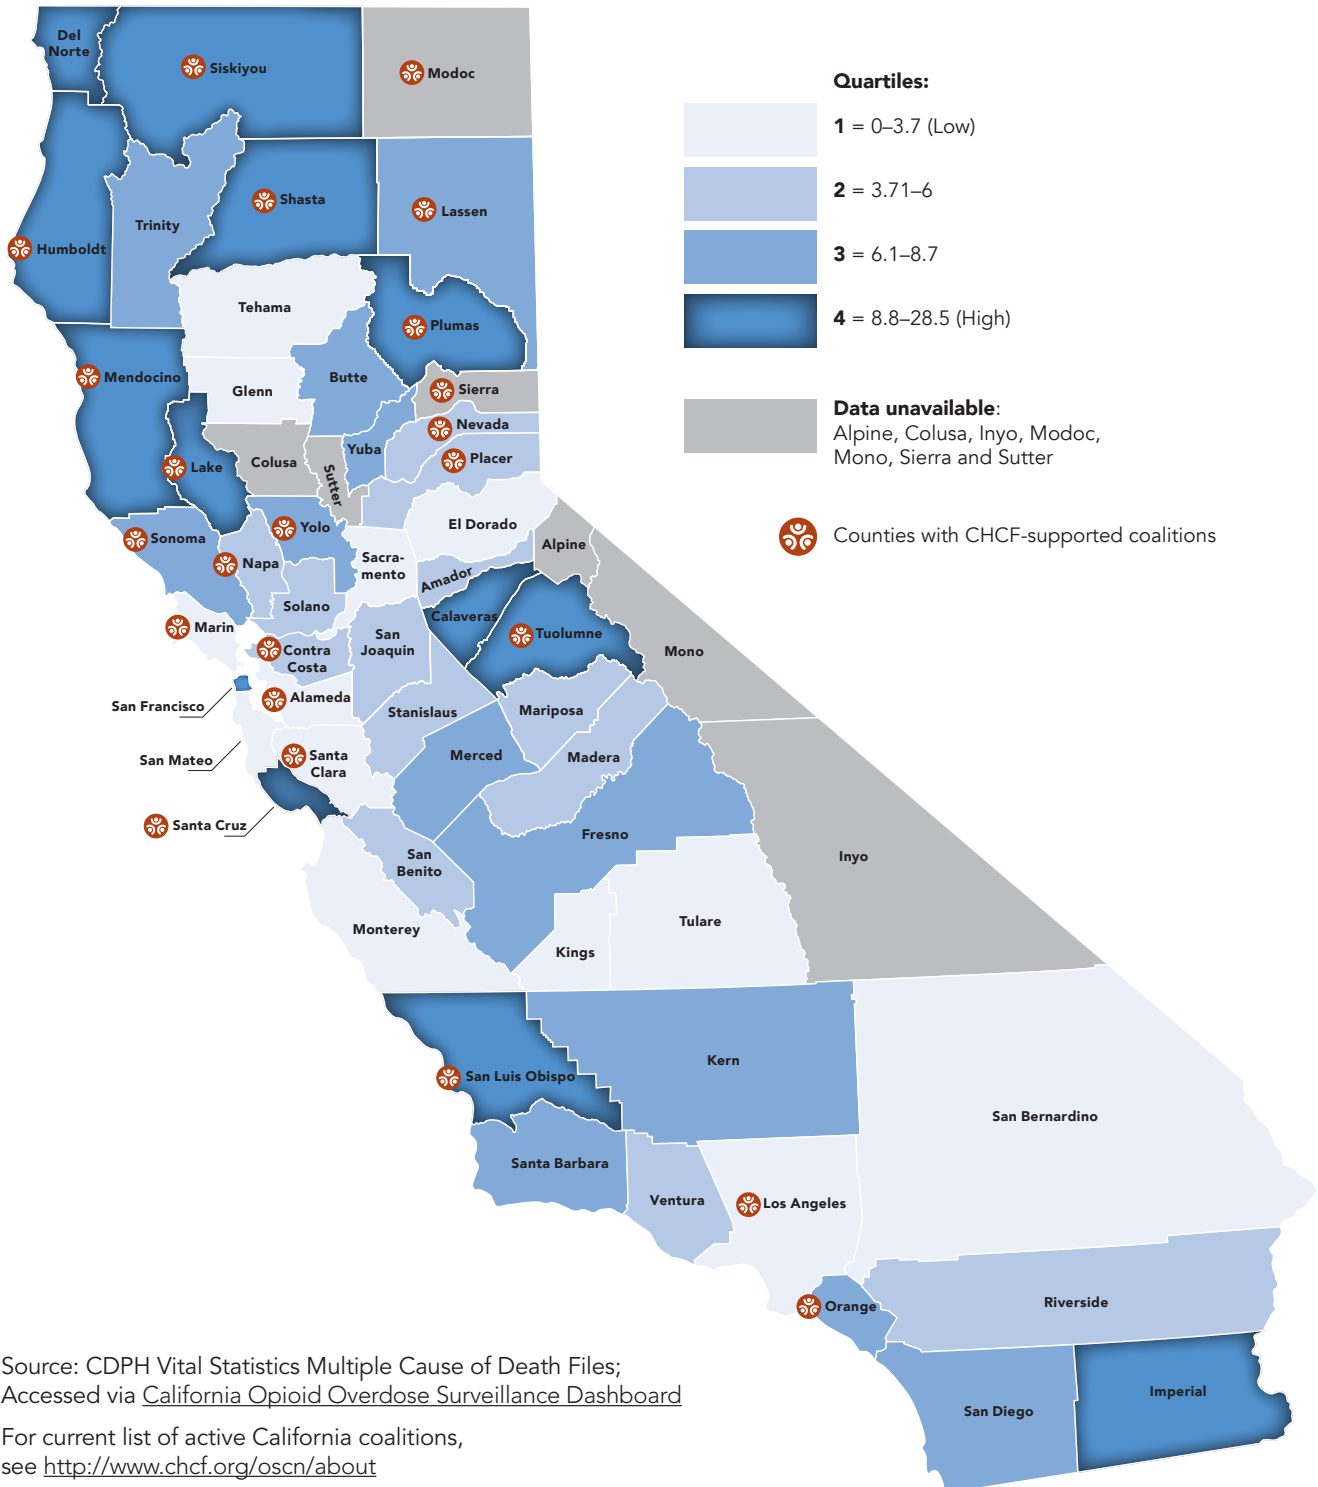 Del
Norte
Siskiyou
Modoc
Quartiles:
1 = 0–3.7 (Low)
2 = 3.71–6
3 = 6.1–8.7
4 = 8.8–28.5 (High)
Data unavailable:
Alpine, Colusa, Inyo, Modoc,
Mono, Sierra and Sutter
Counties with CHCF-supported coalitions
Humboldt
Trinity
Shasta
Lassen
Tehama
Plumas
Mendocino
Glenn
Butte
Sierra
Lake
Colusa
Sutter
Yuba
Nevada
Placer
Sonoma
Napa
Yolo
El Dorado
Sacra-
mento
Alpine
Amador
Solano
Marin
Contra
Costa
San
Joaquin
Calaveras
Tuolumne
Mono
San Francisco
Alameda
Stanislaus
Mariposa
San Mateo
Santa
Clara
Merced
Madera
Santa Cruz
San
Benito
Fresno
Inyo
Monterey
Kings
Tulare
San Luis Obispo
Kern
San Bernardino
Santa Barbara
Ventura
Los Angeles
Orange
Riverside
San Diego
Imperial
Source: CDPH Vital Statistics Multiple Cause of Death Files;
Accessed via California Opioid Overdose Surveillance Dashboard
For current list of active California coalitions,
see http://www.chcf.org/oscn/about